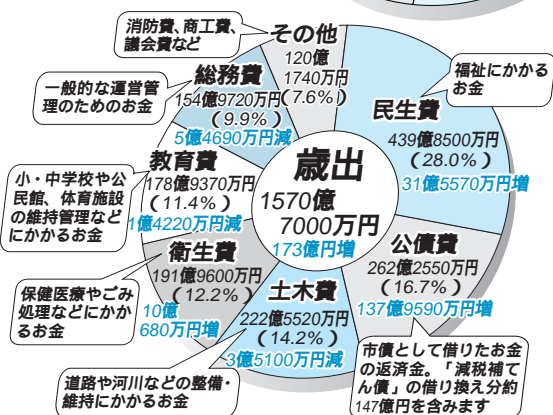 歳出
1570億
7000万円
173億円増
民生費
439億8500万円
(28.0%)
31億5570万円増
福祉にかかる
お金
公債費
262億2550万円
(16.7%)
137億9590万円増
市債として借りたお金
の返済金。「減税補て
ん債」の借り換え分約
147億円を含みます
土木費
222億5520万円
(14.2%)
3億5100万円減
道路や河川などの整備・
維持にかかるお金
衛生費
191億9600万円
(12.2%)
10億
680万円増
保健医療やごみ
処理などにかか
るお金
教育費
178億9370万円
(11.4%)
1億4220万円減
小・中学校や公
民館、体育施設
の維持管理など
にかかるお金
総務費
154億9720万円
(9.9%)
5億4690万円減
一般的な運営管
理のためのお金
その他
120億
1740万円
(7.6%)
消防費、商工費、
議会費など